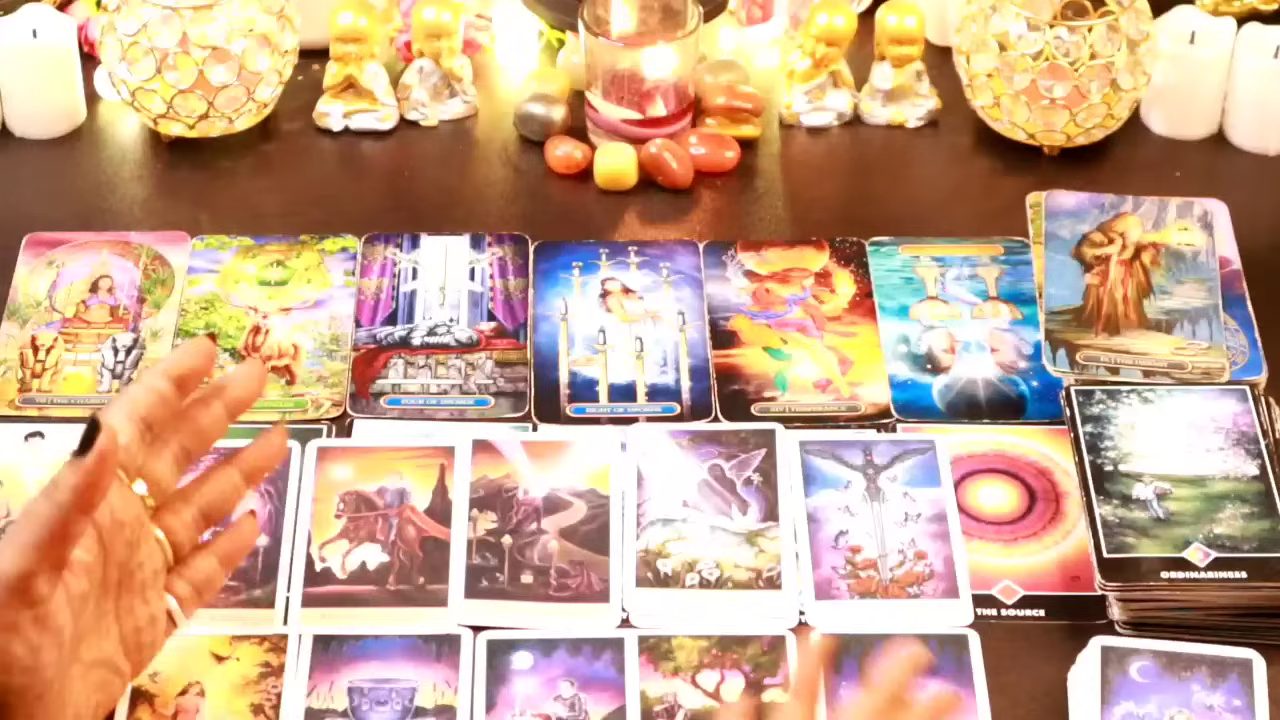 VII | THE CHARIOT
FOUR OF SWORDS
EIGHT OF SWORDS
XIV | TEMPERANCE
IX | THE HERMIT
THE SOURCE
ORDINARINESS